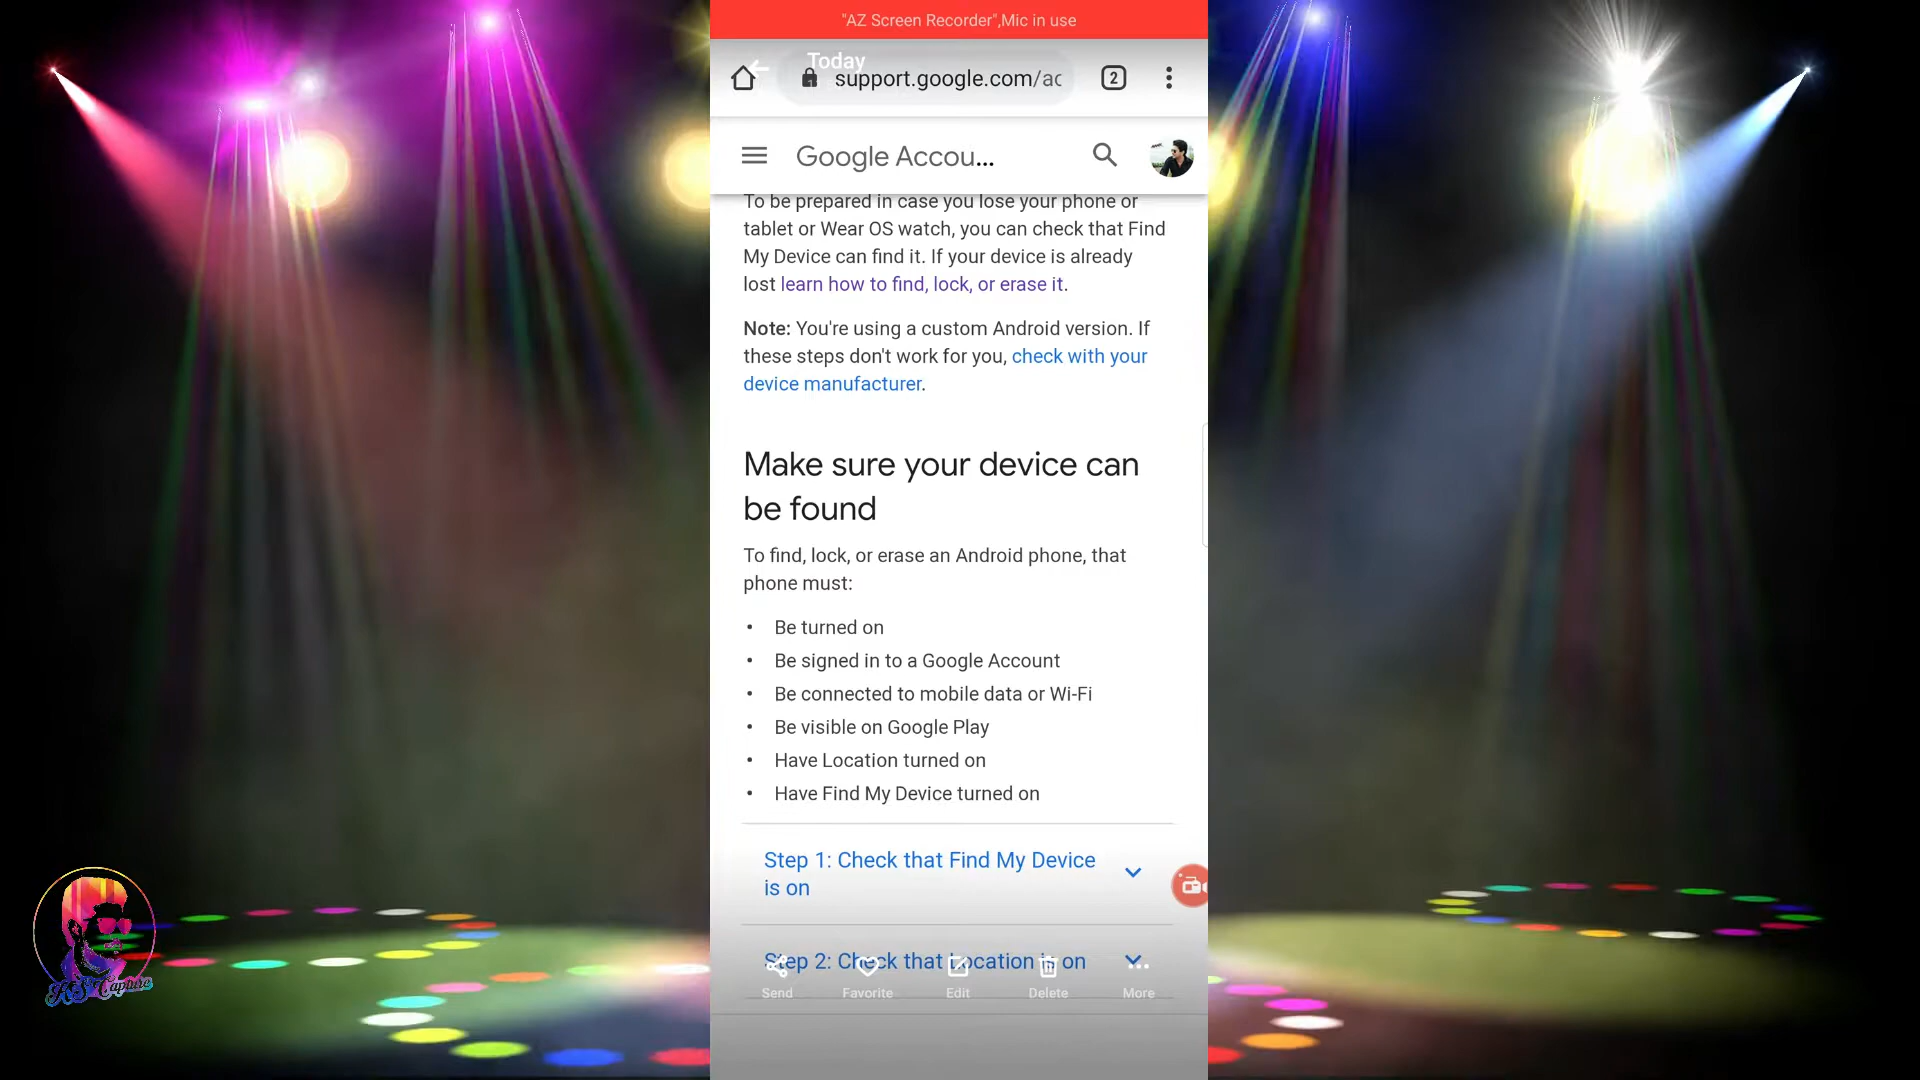 "AZ Screen Recorder",Mic in use
Today
support.google.com/ac
2
Google Accou...
To be prepared in case you lose your phone or
tablet or Wear OS watch, you can check that Find
My Device can find it. If your device is already
lost learn how to find, lock, or erase it.
Note: You're using a custom Android version. If
these steps don't work for you, check with your
device manufacturer.
Make sure your device can
be found
To find, lock, or erase an Android phone, that
phone must:
• Be turned on
• Be signed in to a Google Account
• Be connected to mobile data or Wi-Fi
• Be visible on Google Play
• Have Location turned on
• Have Find My Device turned on
Step 1: Check that Find My Device
is on
Step 2: Check that Location is on
Send Favorite Edit Delete More
Capture